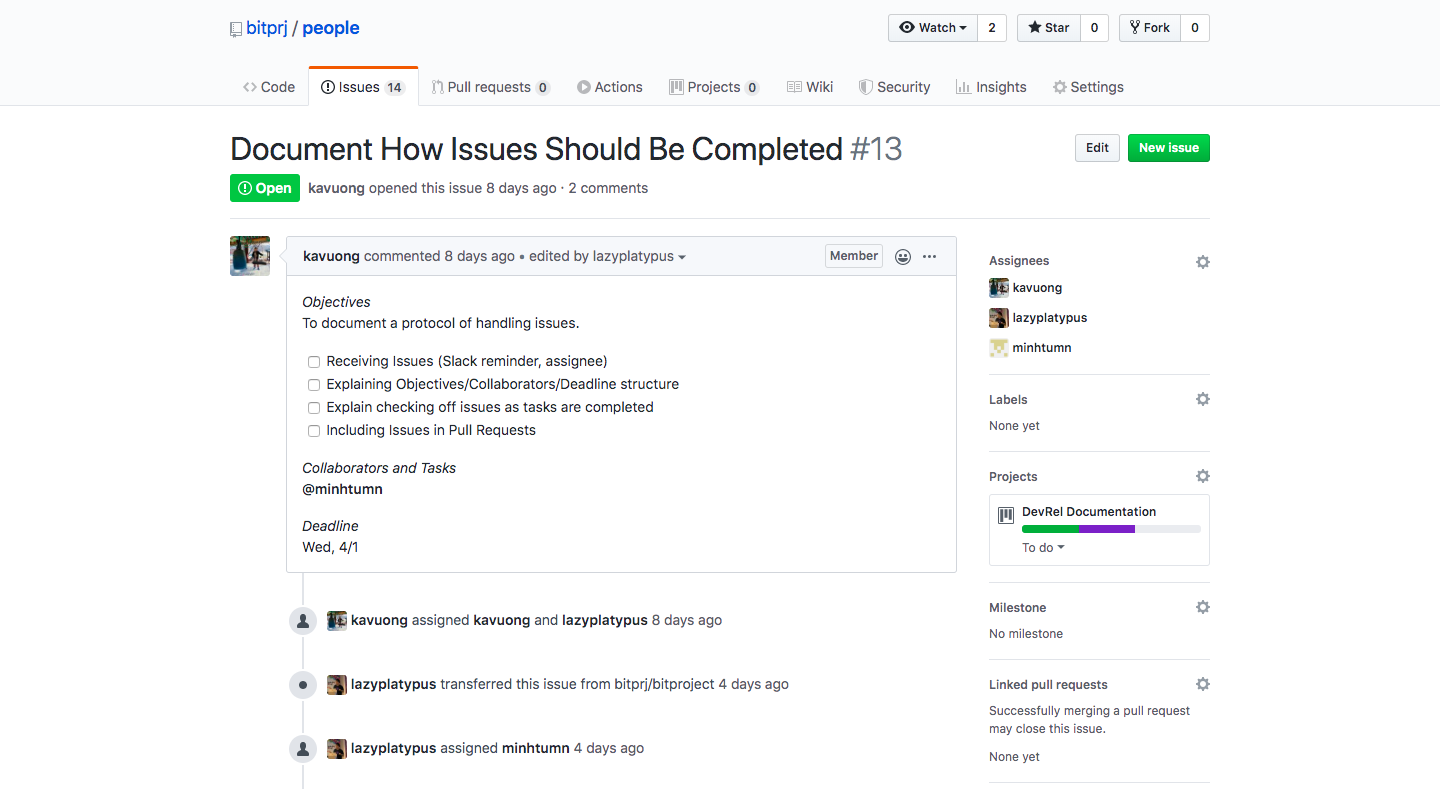 bitprj / people
Watch 2 Star 0 Fork 0
Code Issues 14 Pull requests 0 Actions Projects 0 Wiki Security Insights Settings
Document How Issues Should Be Completed #13
Edit New issue
Open kavuong opened this issue 8 days ago · 2 comments
kavuong commented 8 days ago • edited by lazyplatypus Member
Objectives
To document a protocol of handling issues.
Receiving Issues (Slack reminder, assignee)
Explaining Objectives/Collaborators/Deadline structure
Explain checking off issues as tasks are completed
Including Issues in Pull Requests
Collaborators and Tasks
@minhtumn
Deadline
Wed, 4/1
kavuong assigned kavuong and lazyplatypus 8 days ago
lazyplatypus transferred this issue from bitprj/bitproject 4 days ago
lazyplatypus assigned minhtumn 4 days ago
Assignees
kavuong
lazyplatypus
minhtumn
Labels
None yet
Projects
DevRel Documentation
To do
Milestone
No milestone
Linked pull requests
Successfully merging a pull request
may close this issue.
None yet